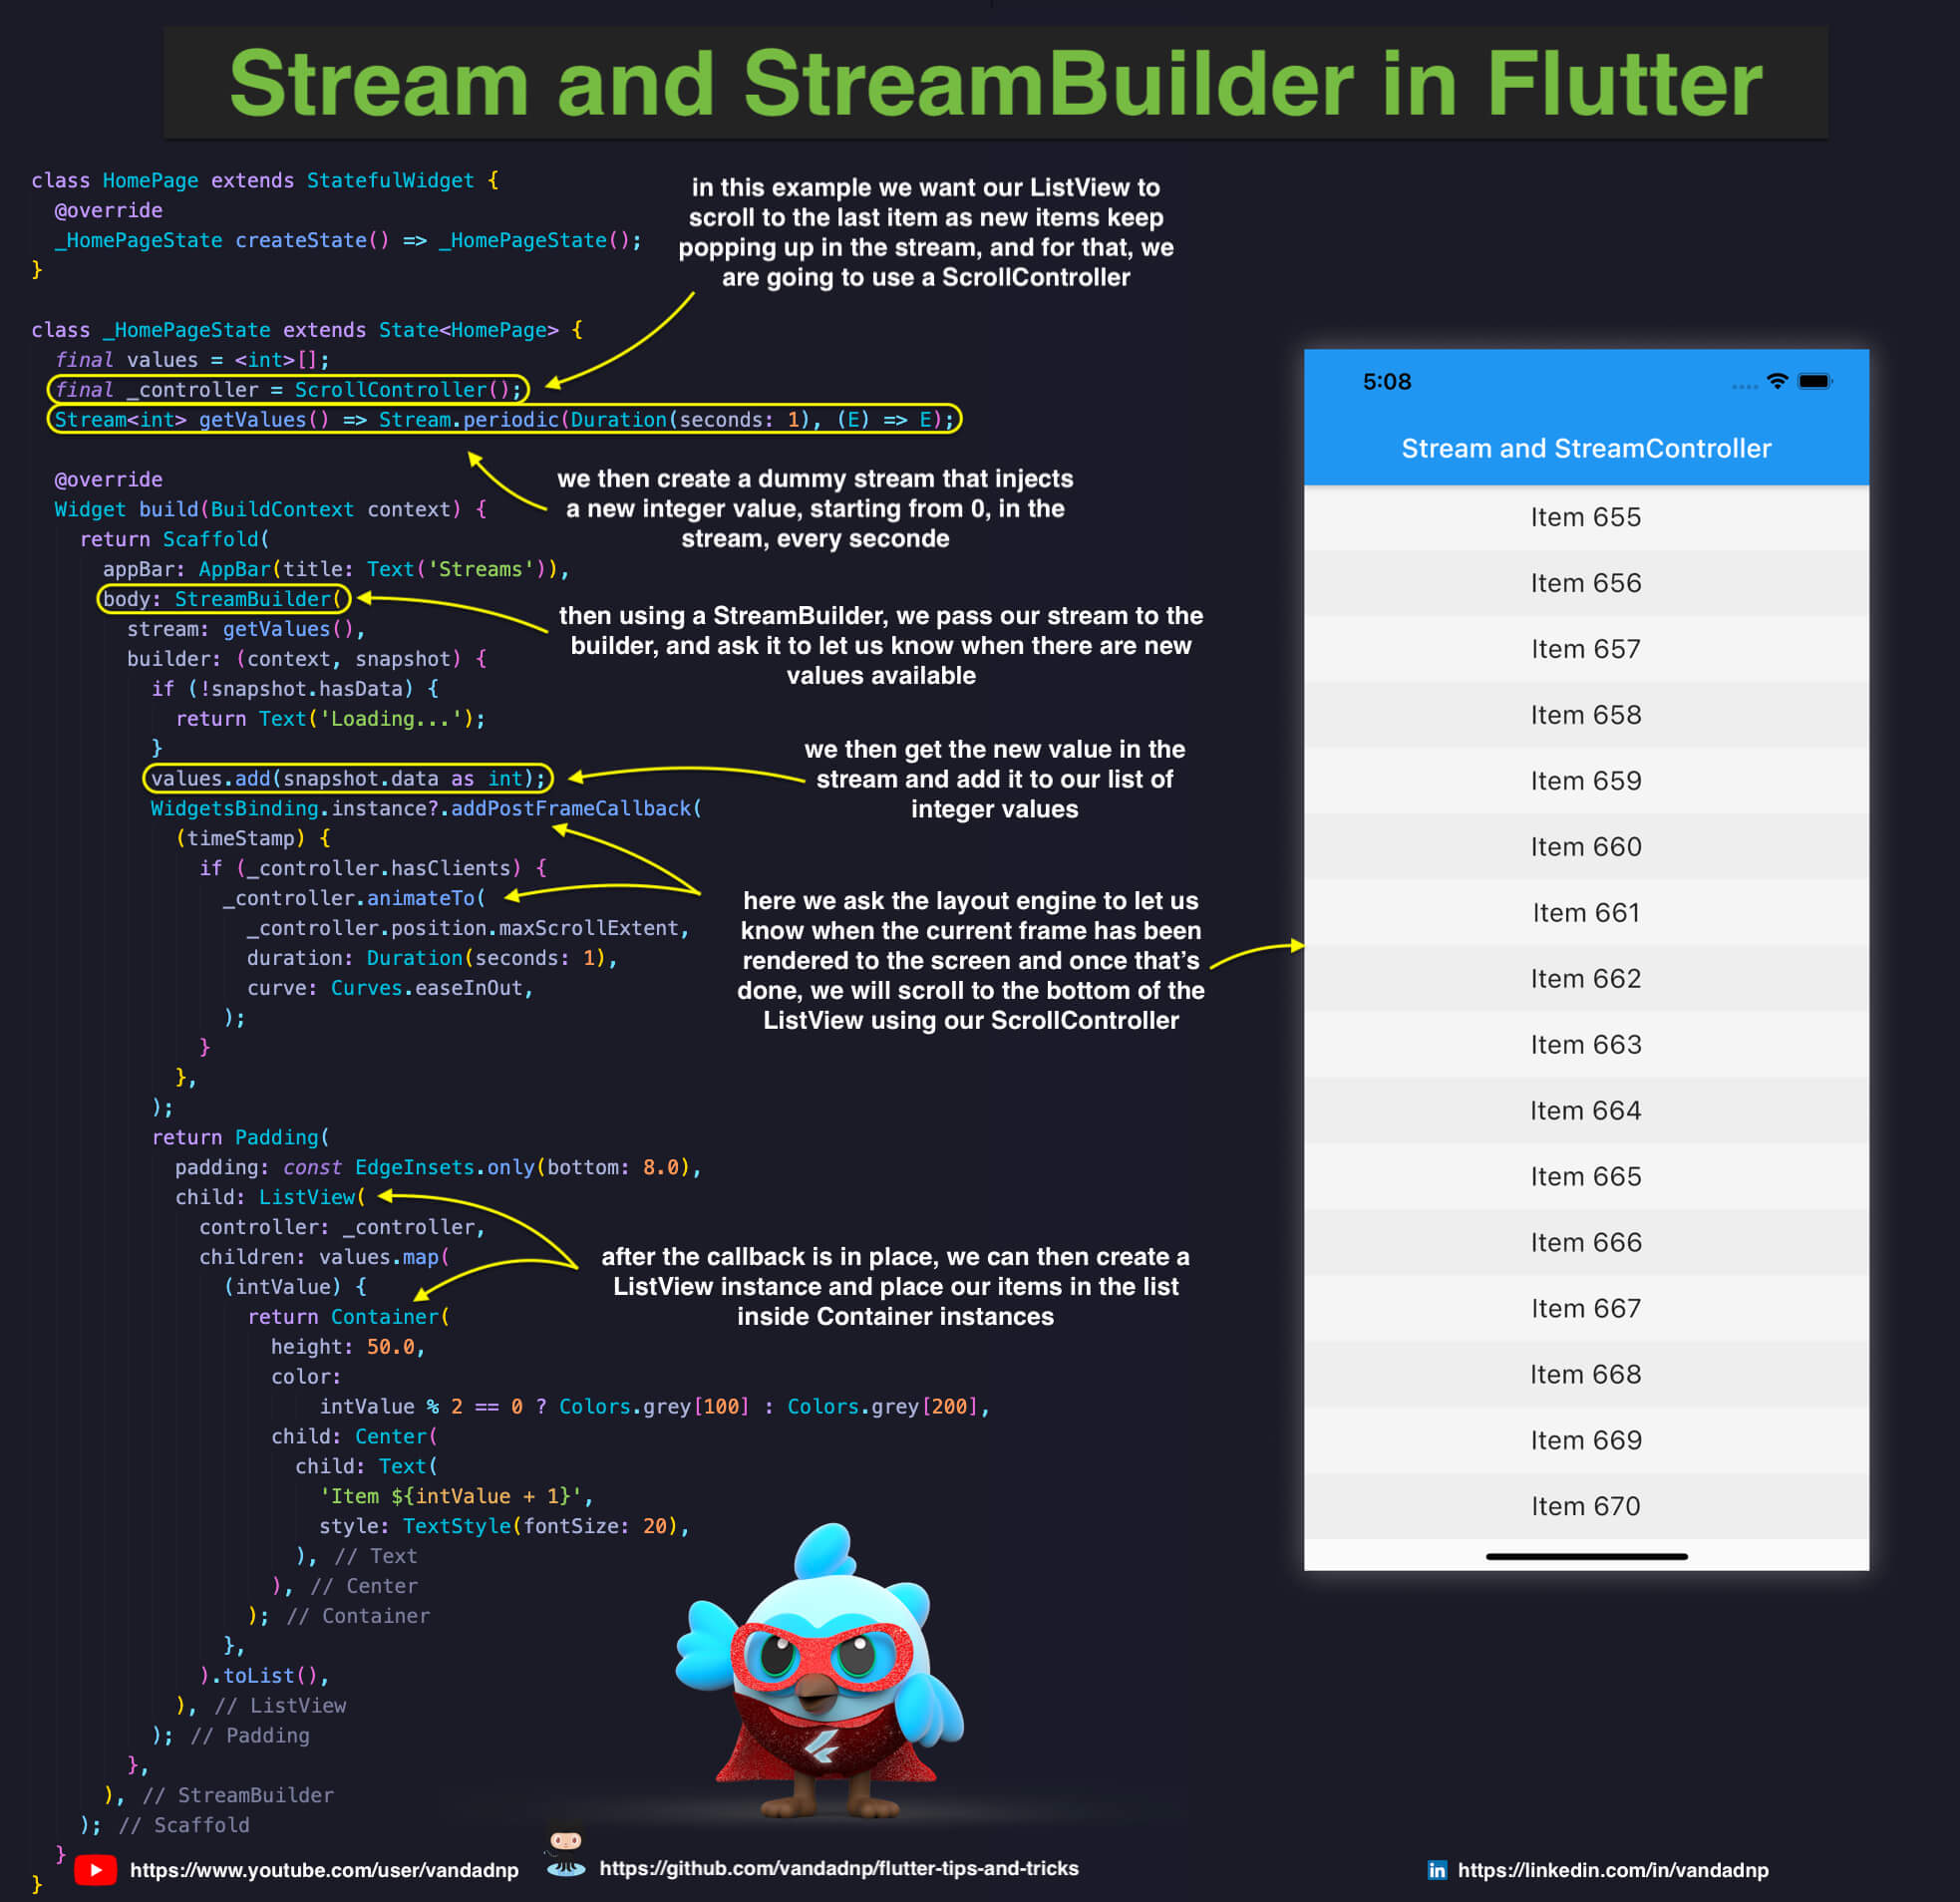 Stream and StreamBuilder in Flutter
class HomePage extends StatefulWidget {
@override
_HomePageState createState() => _HomePageState();
}
in this example we want our ListView to
scroll to the last item as new items keep
popping up in the stream, and for that, we
are going to use a ScrollController
class _HomePageState extends State<HomePage> {
final values = <int>[];
final _controller = ScrollController();
Stream<int> getValues() => Stream.periodic(Duration(seconds: 1), (E) => E);
we then create a dummy stream that injects
a new integer value, starting from 0, in the
stream, every seconde
@override
Widget build(BuildContext context) {
return Scaffold(
appBar: AppBar(title: Text('Streams')),
body: StreamBuilder(
then using a StreamBuilder, we pass our stream to the
builder, and ask it to let us know when there are new
values available
stream: getValues(),
builder: (context, snapshot) {
if (!snapshot.hasData) {
return Text('Loading...');
}
values.add(snapshot.data as int);
we then get the new value in the
stream and add it to our list of
integer values
WidgetsBinding.instance?.addPostFrameCallback(
(timeStamp) {
if (_controller.hasClients) {
_controller.animateTo(
_controller.position.maxScrollExtent,
duration: Duration(seconds: 1),
curve: Curves.easeInOut,
);
}
},
);
here we ask the layout engine to let us
know when the current frame has been
rendered to the screen and once that's
done, we will scroll to the bottom of the
ListView using our ScrollController
return Padding(
padding: const EdgeInsets.only(bottom: 8.0),
child: ListView(
controller: _controller,
children: values.map(
(intValue) {
return Container(
after the callback is in place, we can then create a
ListView instance and place our items in the list
inside Container instances
height: 50.0,
color:
intValue % 2 == 0 ? Colors.grey[100] : Colors.grey[200],
child: Center(
child: Text(
'Item ${intValue + 1}',
style: TextStyle(fontSize: 20),
), // Text
), // Center
); // Container
},
).toList(),
), // ListView
); // Padding
},
), // StreamBuilder
); // Scaffold
}
}
5:08
Stream and StreamController
Item 655
Item 656
Item 657
Item 658
Item 659
Item 660
Item 661
Item 662
Item 663
Item 664
Item 665
Item 666
Item 667
Item 668
Item 669
Item 670
https://www.youtube.com/user/vandadnp
https://github.com/vandadnp/flutter-tips-and-tricks
in https://linkedin.com/in/vandadnp